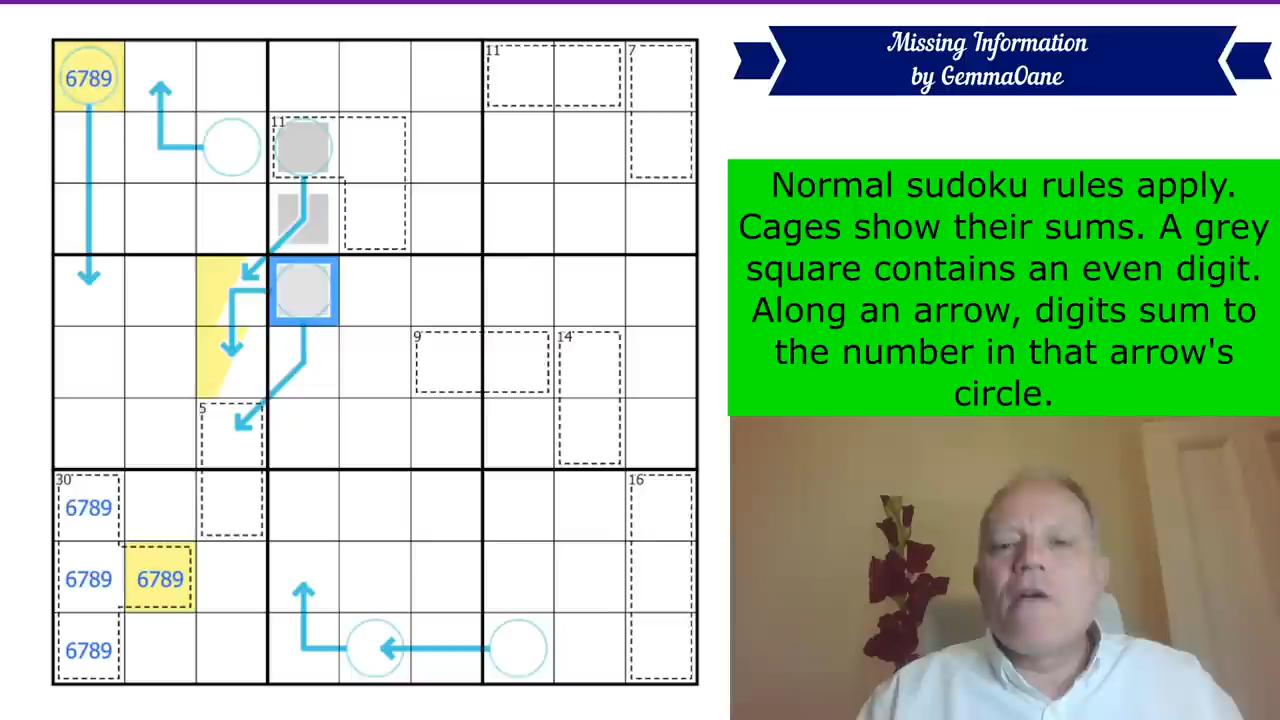 Missing Information
by GemmaOane
Normal sudoku rules apply.
Cages show their sums. A grey
square contains an even digit.
Along an arrow, digits sum to
the number in that arrow's
circle.
6789
11
7
11
9
14
5
30
6789
16
6789
6789
6789